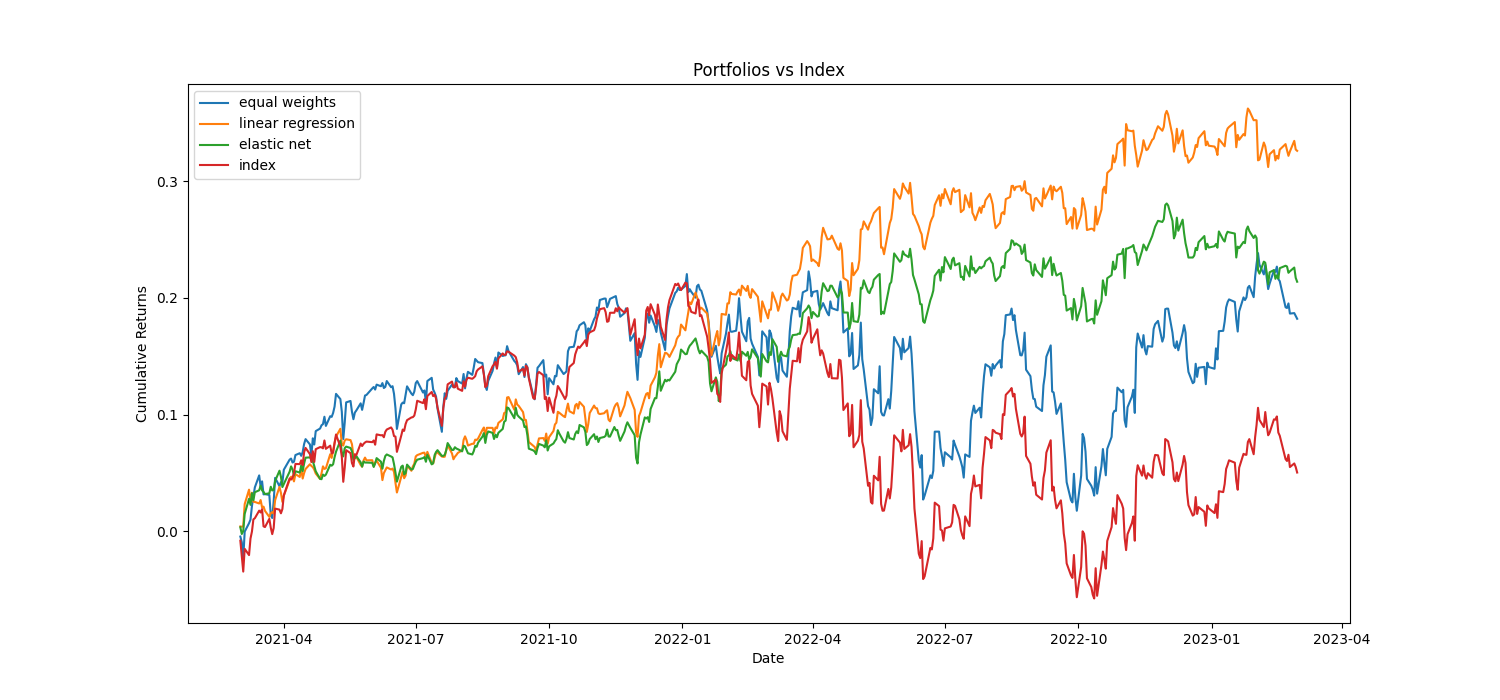 Portfolios vs Index
equal weights
linear regression
elastic net
index
Cumulative Returns
0.3
0.2
0.1
0.0
2021-04
2021-07
2021-10
2022-01
2022-04
2022-07
2022-10
2023-01
2023-04
Date